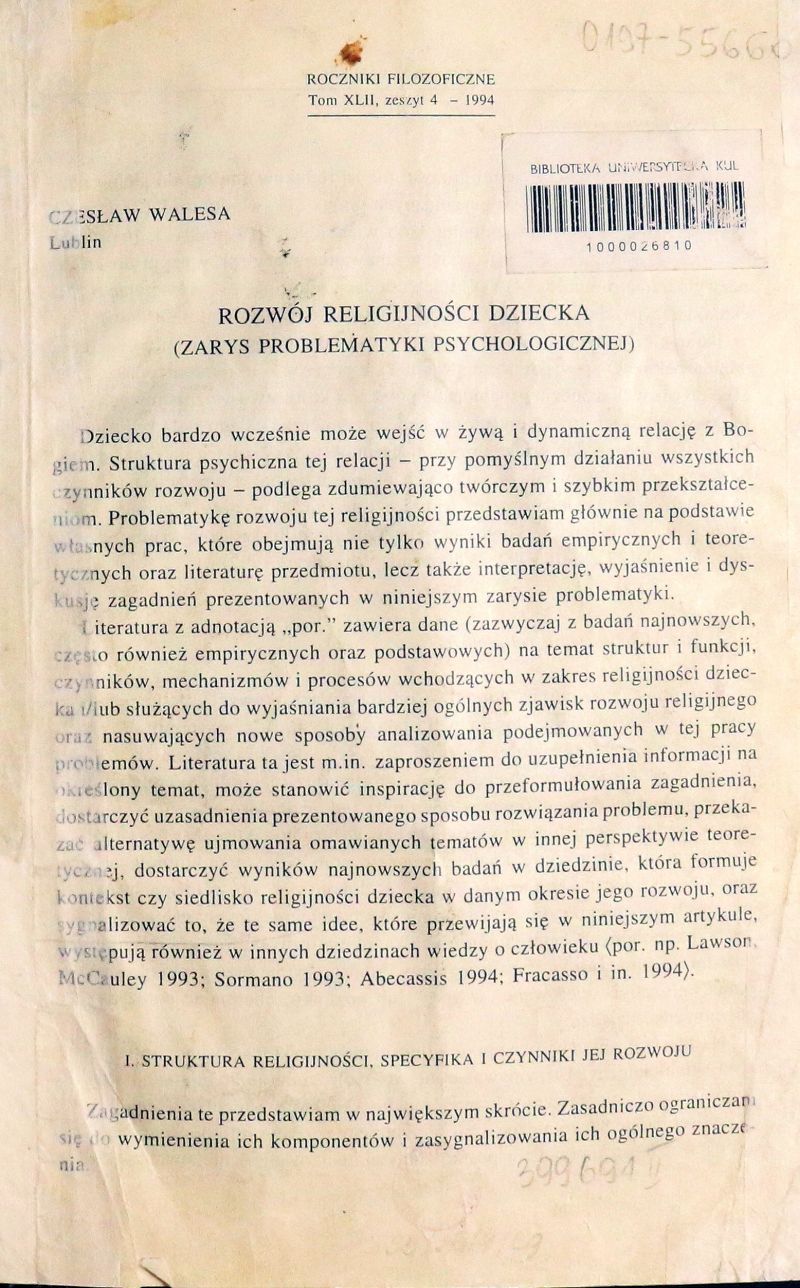 0197-5566
ROCZNIKI FILOZOFICZNE
Tom XLII, zeszyt 4 – 1994
BIBLIOTEKA UNIWERSYTECKA KUL
1000026810
CZESŁAW WALESA
Lublin
ROZWÓJ RELIGIJNOŚCI DZIECKA
(ZARYS PROBLEMATYKI PSYCHOLOGICZNEJ)
Dziecko bardzo wcześnie może wejść w żywą i dynamiczną relację z Bo-
giem. Struktura psychiczna tej relacji – przy pomyślnym działaniu wszystkich
czynników rozwoju – podlega zdumiewająco twórczym i szybkim przekształce-
niom. Problematykę rozwoju tej religijności przedstawiam głównie na podstawie
własnych prac, które obejmują nie tylko wyniki badań empirycznych i teore-
tycznych oraz literaturę przedmiotu, lecz także interpretację, wyjaśnienie i dys-
kusję zagadnień prezentowanych w niniejszym zarysie problematyki.
Literatura z adnotacją „por.” zawiera dane (zazwyczaj z badań najnowszych,
często również empirycznych oraz podstawowych) na temat struktur i funkcji,
czynników, mechanizmów i procesów wchodzących w zakres religijności dziec-
ka i/lub służących do wyjaśniania bardziej ogólnych zjawisk rozwoju religijnego
oraz nasuwających nowe sposoby analizowania podejmowanych w tej pracy
problemów. Literatura ta jest m.in. zaproszeniem do uzupełnienia informacji na
określony temat, może stanowić inspirację do przeformułowania zagadnienia,
dostarczyć uzasadnienia prezentowanego sposobu rozwiązania problemu, przeka-
zać alternatywę ujmowania omawianych tematów w innej perspektywie teore-
tycznej, dostarczyć wyników najnowszych badań w dziedzinie, która formuje
kontekst czy siedlisko religijności dziecka w danym okresie jego rozwoju, oraz
sygnalizować to, że te same idee, które przewijają się w niniejszym artykule,
występują również w innych dziedzinach wiedzy o człowieku (por. np. Lawson,
McCauley 1993; Sormano 1993; Abecassis 1994; Fracasso i in. 1994).
I. STRUKTURA RELIGIJNOŚCI, SPECYFIKA I CZYNNIKI JEJ ROZWOJU
Zagadnienia te przedstawiam w największym skrócie. Zasadniczo ograniczam
się do wymienienia ich komponentów i zasygnalizowania ich ogólnego znacze-
nia